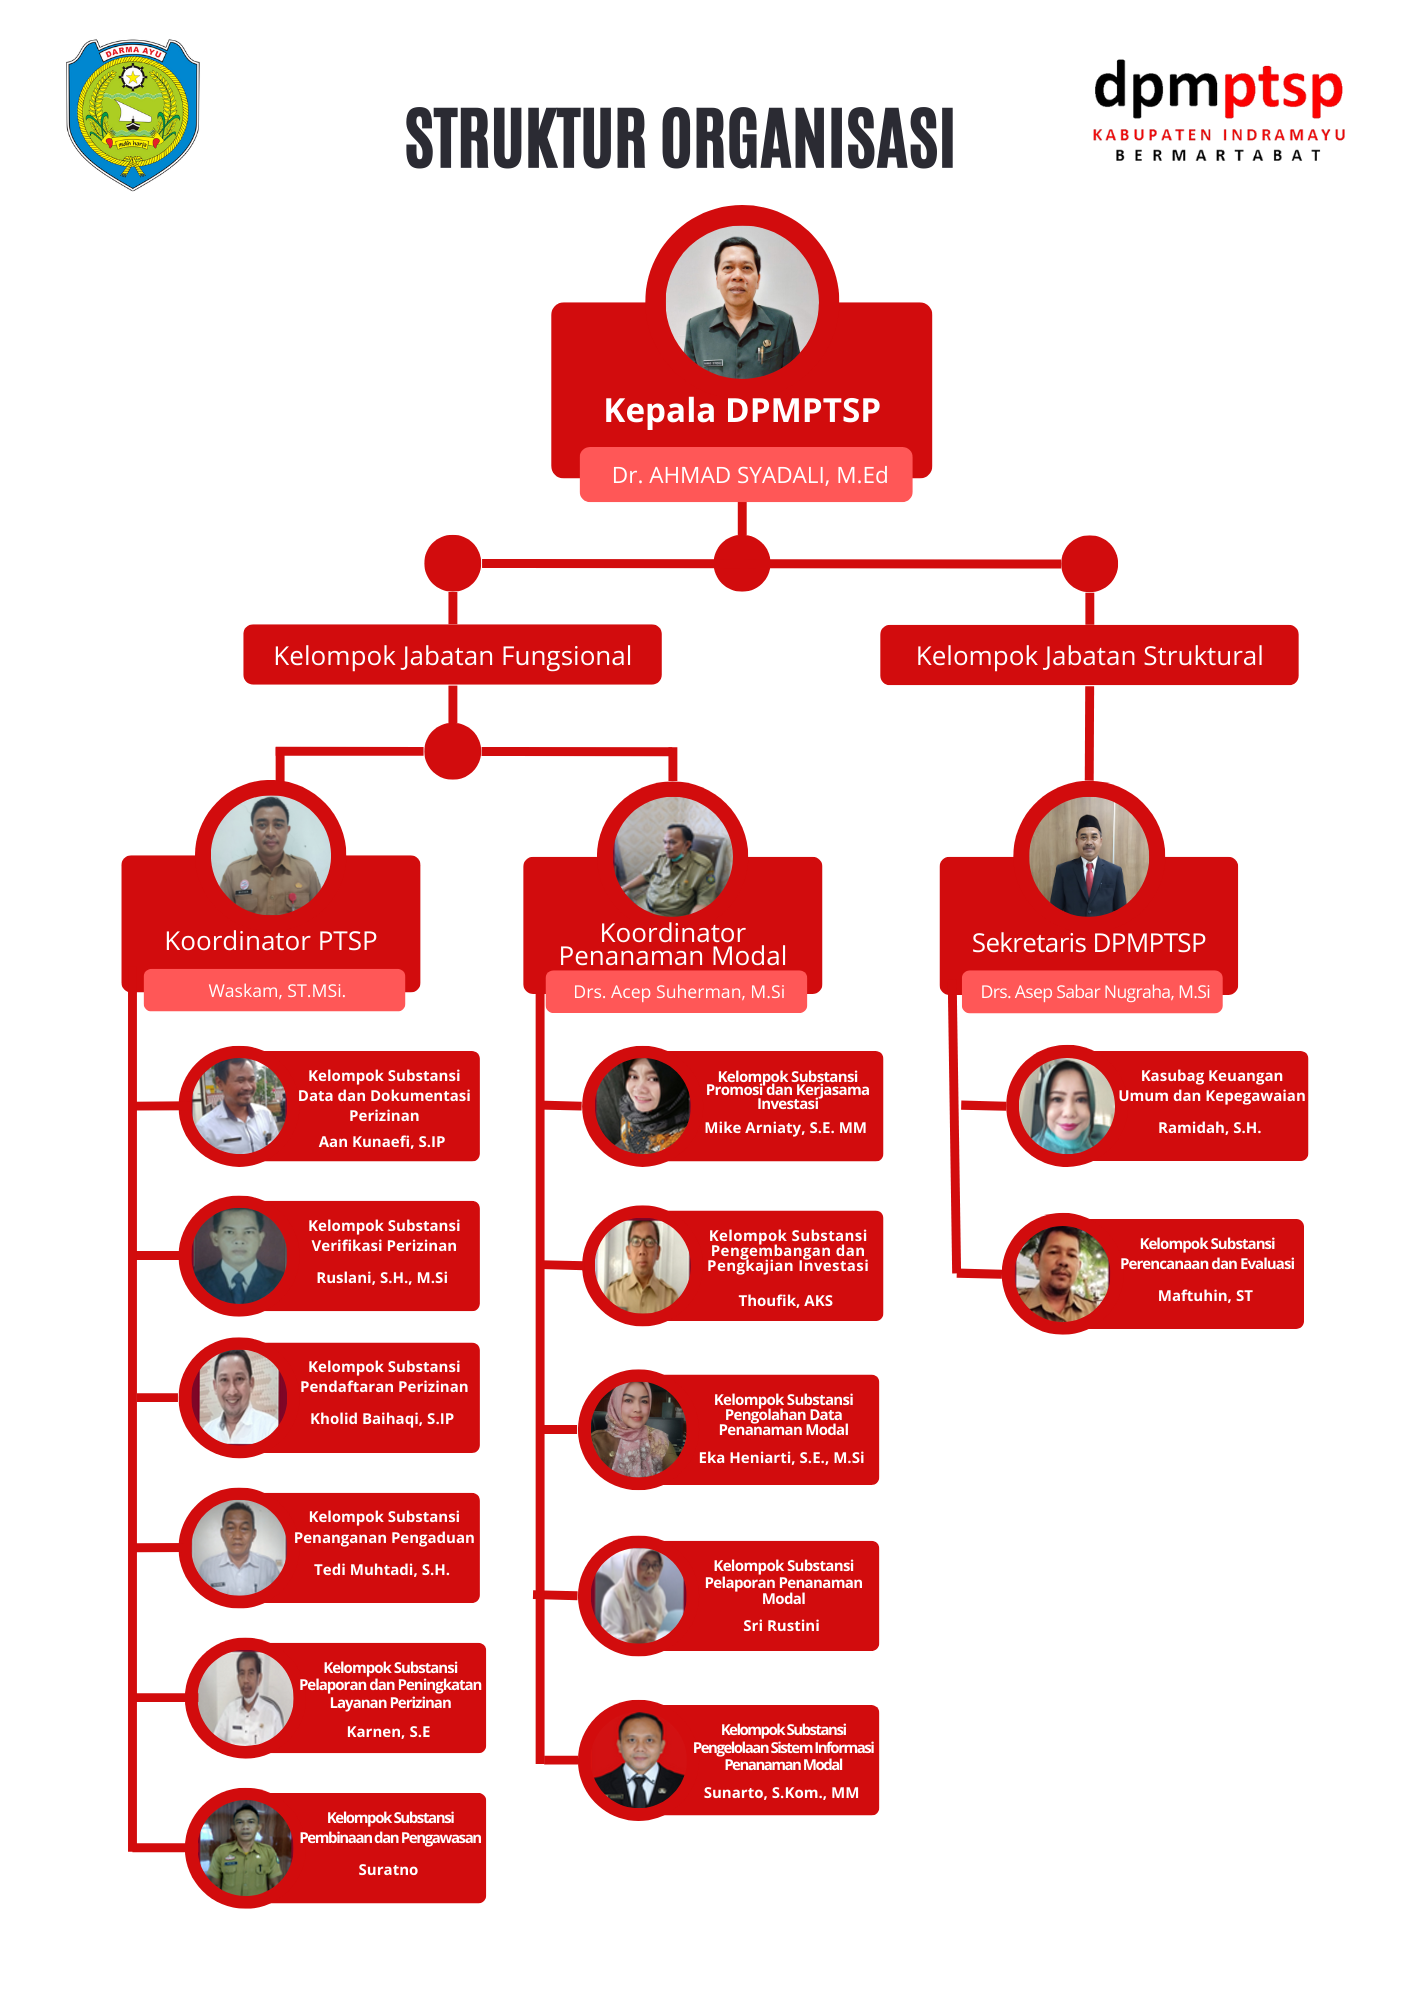 DARMA AYU
mulih harja
dpmptsp
KABUPATEN INDRAMAYU
BERMARTABAT
STRUKTUR ORGANISASI
Kepala DPMPTSP
Dr. AHMAD SYADALI, M.Ed
Kelompok Jabatan Fungsional
Kelompok Jabatan Struktural
Koordinator PTSP
Waskam, ST.MSi.
Kelompok Substansi
Data dan Dokumentasi
Perizinan
Aan Kunaefi, S.IP
Kelompok Substansi
Verifikasi Perizinan
Ruslani, S.H., M.Si
Kelompok Substansi
Pendaftaran Perizinan
Kholid Baihaqi, S.IP
Kelompok Substansi
Penanganan Pengaduan
Tedi Muhtadi, S.H.
Kelompok Substansi
Pelaporan dan Peningkatan
Layanan Perizinan
Karnen, S.E
Kelompok Substansi
Pembinaan dan Pengawasan
Suratno
Koordinator
Penanaman Modal
Drs. Acep Suherman, M.Si
Kelompok Substansi
Promosi dan Kerjasama
Investasi
Mike Arniaty, S.E. MM
Kelompok Substansi
Pengembangan dan
Pengkajian Investasi
Thoufik, AKS
Kelompok Substansi
Pengolahan Data
Penanaman Modal
Eka Heniarti, S.E., M.Si
Kelompok Substansi
Pelaporan Penanaman
Modal
Sri Rustini
Kelompok Substansi
Pengelolaan Sistem Informasi
Penanaman Modal
Sunarto, S.Kom., MM
Sekretaris DPMPTSP
Drs. Asep Sabar Nugraha, M.Si
Kasubag Keuangan
Umum dan Kepegawaian
Ramidah, S.H.
Kelompok Substansi
Perencanaan dan Evaluasi
Maftuhin, ST